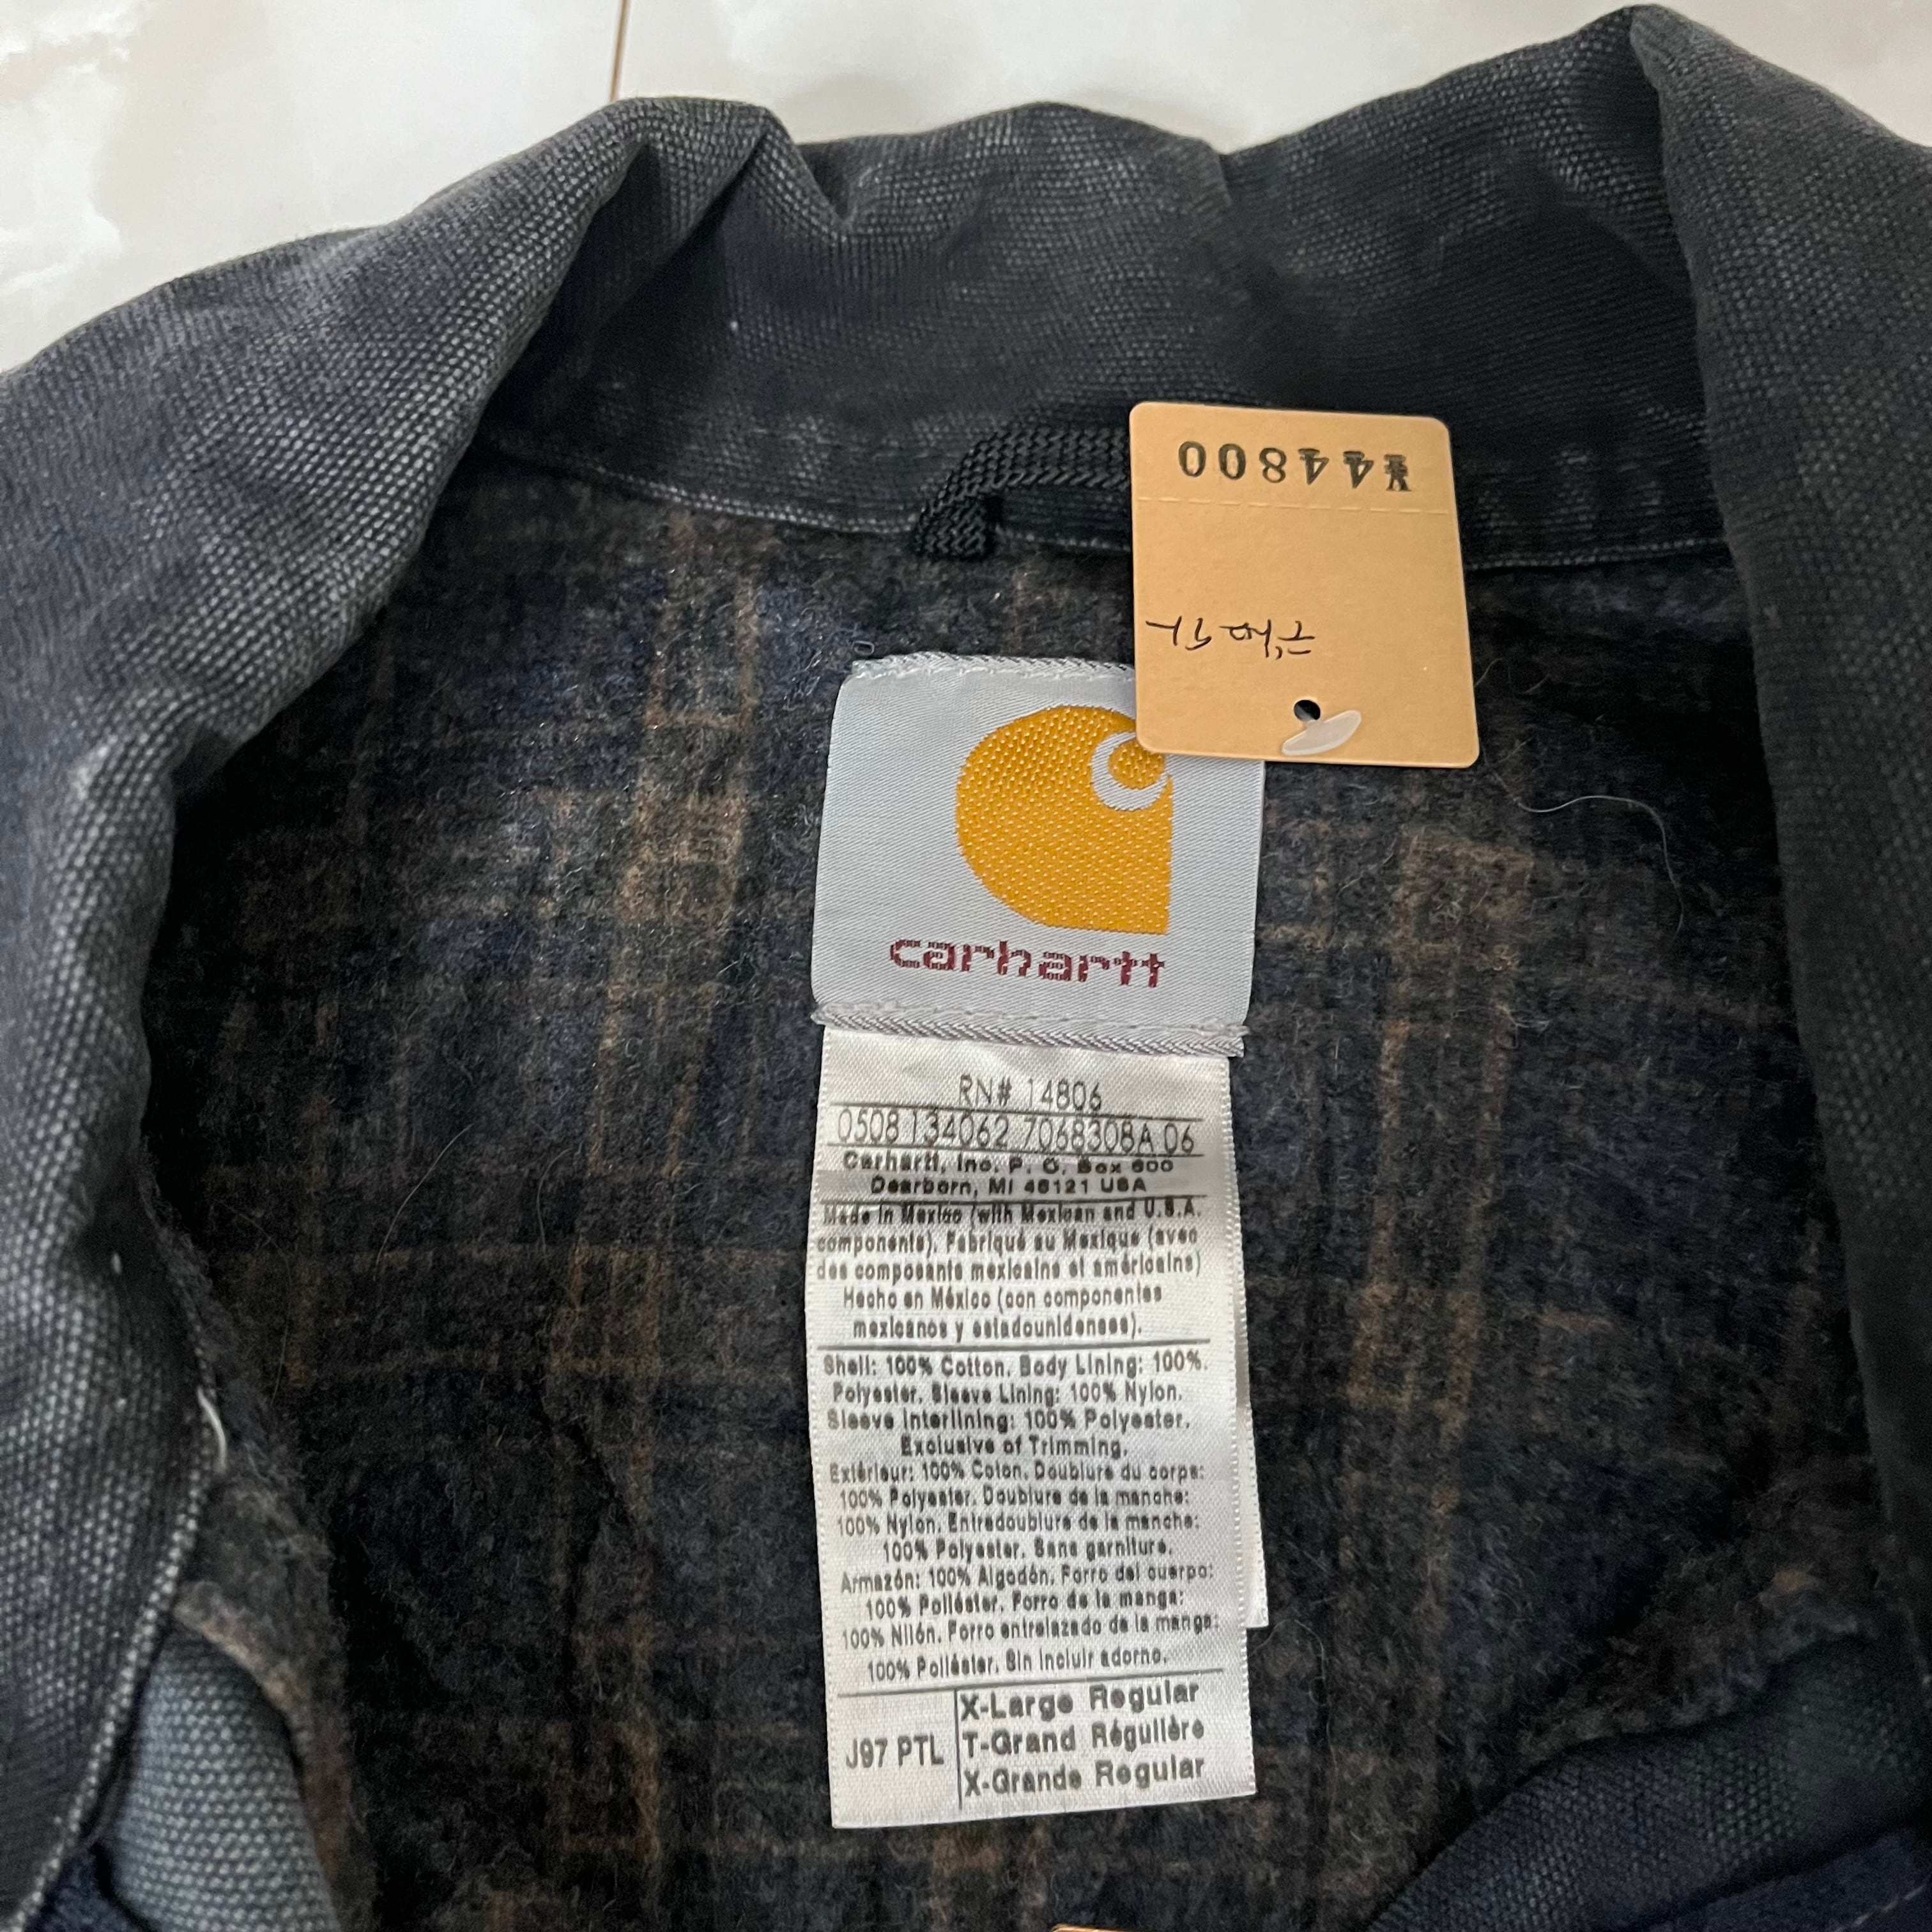 ¥44800
carhartt
RN# 14806
0508 134062 7068308A 06
Carhartt, Inc. P. O. Box 600
Dearborn, MI 48121 USA
Made in Mexico (with Mexican and U.S.A.
components). Fabriqué au Mexique (avec
des composants mexicains et américains)
Hecho en México (con componentes
mexicanos y estadounidenses).
Shell: 100% Cotton. Body Lining: 100%.
Polyester. Sleeve Lining: 100% Nylon.
Sleeve Interlining: 100% Polyester.
Exclusive of Trimming.
Extérieur: 100% Coton. Doublure du corps:
100% Polyester. Doublure de la manche:
100% Nylon. Entredoublure de la manche:
100% Polyester. Sans garniture.
Armazón: 100% Algodón. Forro del cuerpo:
100% Poliéster. Forro de la manga:
100% Nilón. Forro entrelazado de la manga:
100% Poliéster. Sin incluir adorno.
J97 PTL
X-Large Regular
T-Grand Régulière
X-Grande Regular